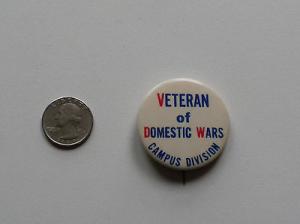 VETERAN
of
DOMESTIC WARS
CAMPUS DIVISION